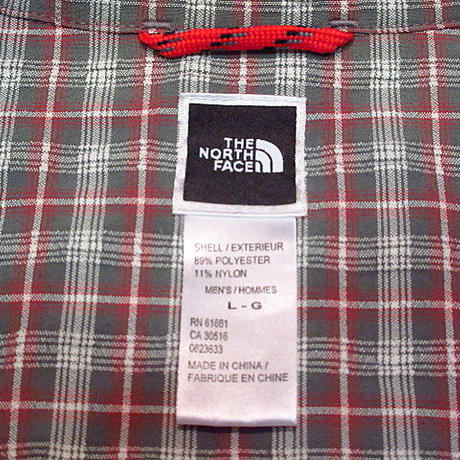 THE
NORTH
FACE
SHELL / EXTERIEUR
89% POLYESTER
11% NYLON
MEN'S / HOMMES
L - G
RN 61661
CA 30516
0623633
MADE IN CHINA /
FABRIQUE EN CHINE